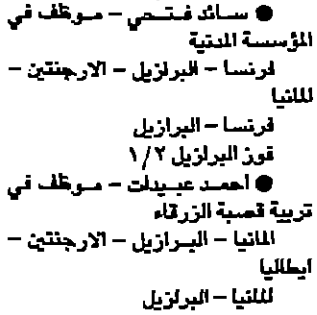 ● سائد فتحي – موظف في
المؤسسة المدنية
فرنسا – البرازيل – الارجنتين –
المانيا
فرنسا – البرازيل
فوز البرازيل ١/٢
● أحمد عبيدات – موظف في
تربية قصبة الزرقاء
المانيا – البرازيل – الارجنتين –
ايطاليا
المانيا – البرازيل